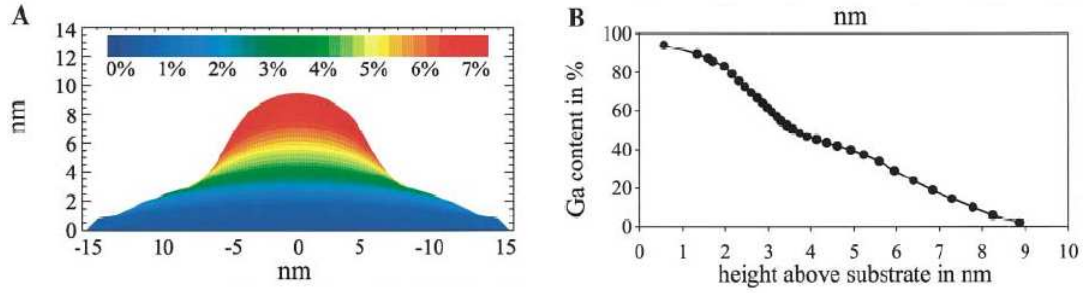 A
nm
14
12
10
8
6
4
2
0
0% 1% 2% 3% 4% 5% 6% 7%
-15 10 -5 0 5 -10 15
nm
B
nm
Ga content in %
100
80
60
40
20
0
0 1 2 3 4 5 6 7 8 9 10
height above substrate in nm